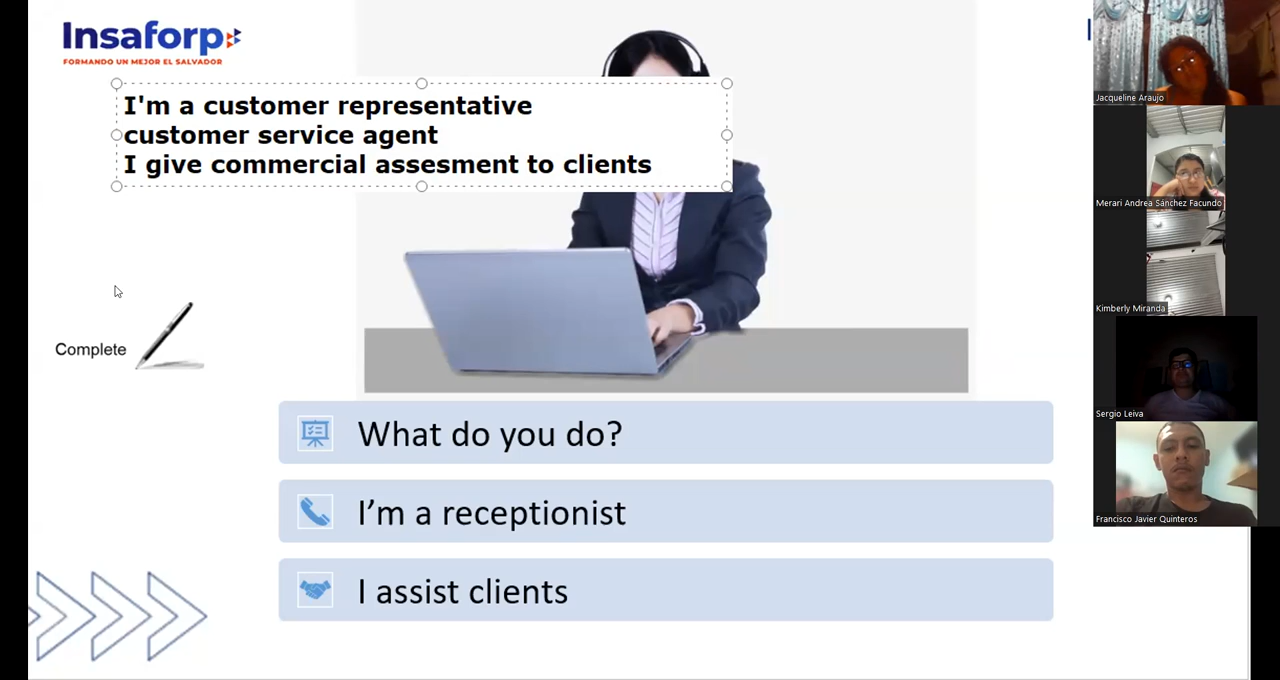 Insaforp
FORMANDO UN MEJOR EL SALVADOR
I'm a customer representative
customer service agent
I give commercial assesment to clients
Complete
What do you do?
I’m a receptionist
I assist clients
Jacqueline Araujo
Merari Andrea Sánchez Facundo
Kimberly Miranda
Sergio Leiva
Francisco Javier Quinteros